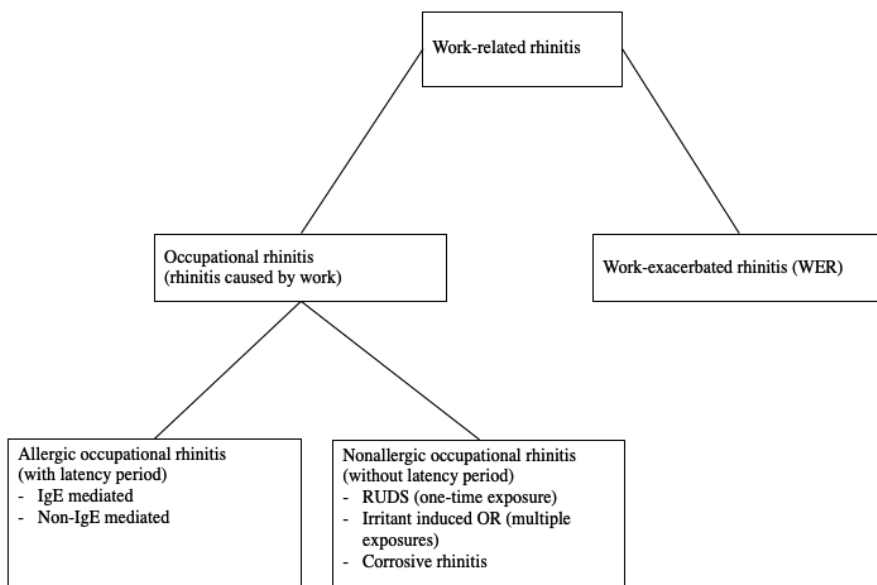 Work-related rhinitis
Occupational rhinitis
(rhinitis caused by work)
Work-exacerbated rhinitis (WER)
Allergic occupational rhinitis
(with latency period)
- IgE mediated
- Non-IgE mediated
Nonallergic occupational rhinitis
(without latency period)
- RUDS (one-time exposure)
- Irritant induced OR (multiple
exposures)
- Corrosive rhinitis